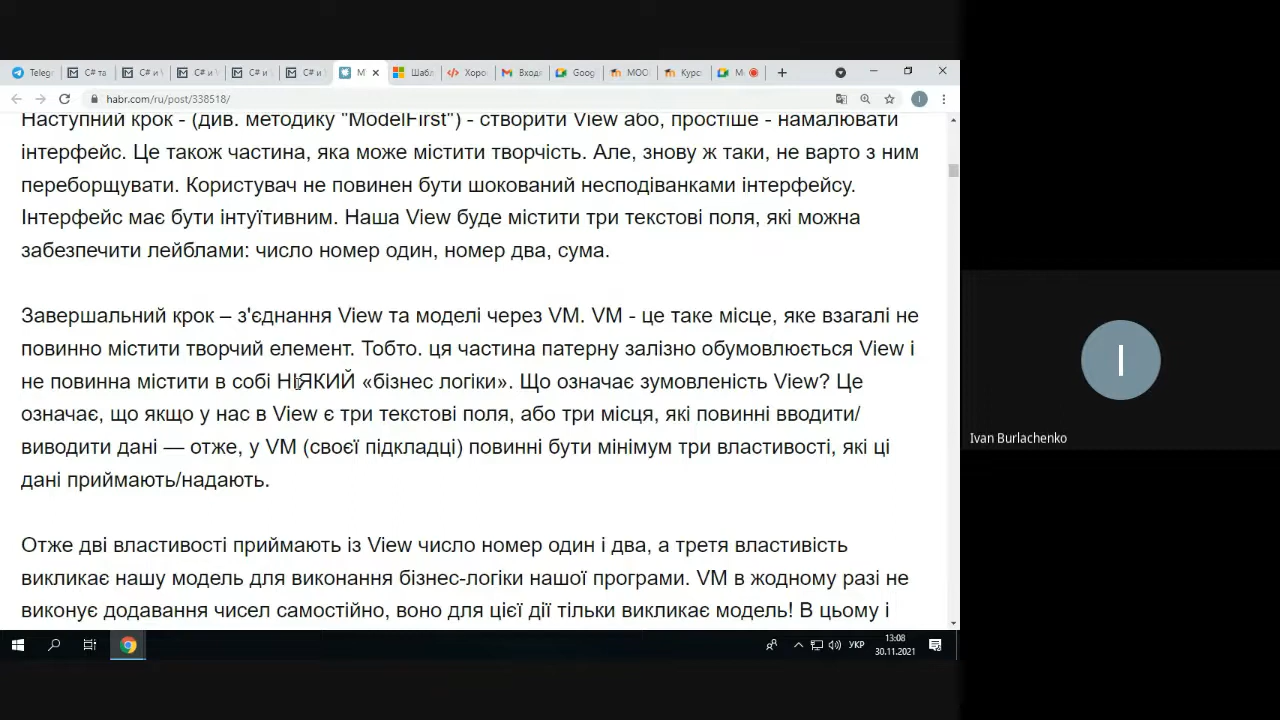 Telegr
C# та
C# и
C# и
C# и
C# и
M
Шабл
Хоро
Входя
Goog
MOO
Курс
M
habr.com/ru/post/338518/
Наступний крок - (див. методику "ModelFirst") - створити View або, простіше - намалювати
інтерфейс. Це також частина, яка може містити творчість. Але, знову ж таки, не варто з ним
переборщувати. Користувач не повинен бути шокований несподіванками інтерфейсу.
Інтерфейс має бути інтуїтивним. Наша View буде містити три текстові поля, які можна
забезпечити лейблами: число номер один, номер два, сума.
Завершальний крок – з'єднання View та моделі через VM. VM - це таке місце, яке взагалі не
повинно містити творчий елемент. Тобто. ця частина патерну залізно обумовлюється View і
не повинна містити в собі НІЯКИЙ «бізнес логіки». Що означає зумовленість View? Це
означає, що якщо у нас в View є три текстові поля, або три місця, які повинні вводити/
виводити дані — отже, у VM (своєї підкладці) повинні бути мінімум три властивості, які ці
дані приймають/надають.
Отже дві властивості приймають із View число номер один і два, а третя властивість
викликає нашу модель для виконання бізнес-логіки нашої програми. VM в жодному разі не
виконує додавання чисел самостійно, воно для цієї дії тільки викликає модель! В цьому і
УКР
13:08
30.11.2021
I
Ivan Burlachenko